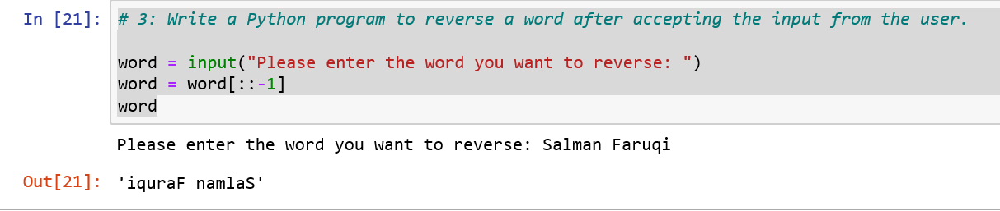 In [21]: # 3: Write a Python program to reverse a word after accepting the input from the user.
word = input("Please enter the word you want to reverse: ")
word = word[::-1]
word
Please enter the word you want to reverse: Salman Faruqi
Out[21]: 'iquraF namlaS'